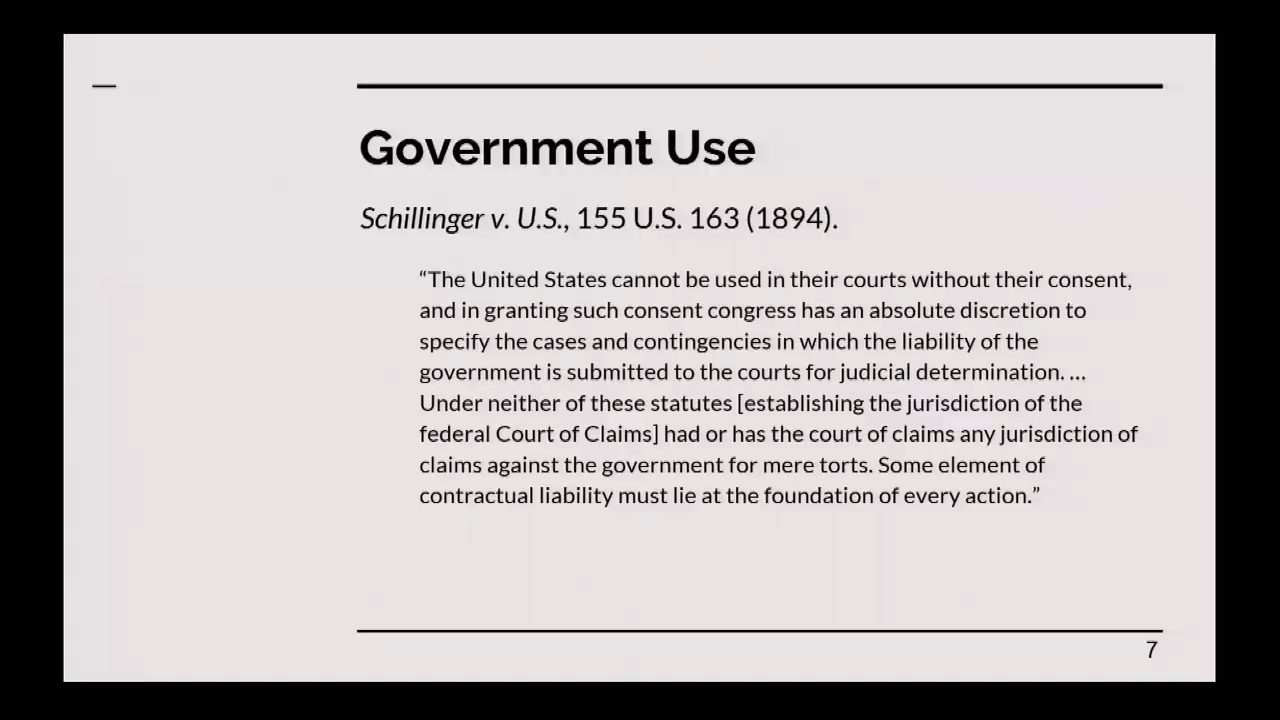 Government Use
Schillinger v. U.S., 155 U.S. 163 (1894).
“The United States cannot be used in their courts without their consent,
and in granting such consent congress has an absolute discretion to
specify the cases and contingencies in which the liability of the
government is submitted to the courts for judicial determination. ...
Under neither of these statutes [establishing the jurisdiction of the
federal Court of Claims] had or has the court of claims any jurisdiction of
claims against the government for mere torts. Some element of
contractual liability must lie at the foundation of every action.”
7